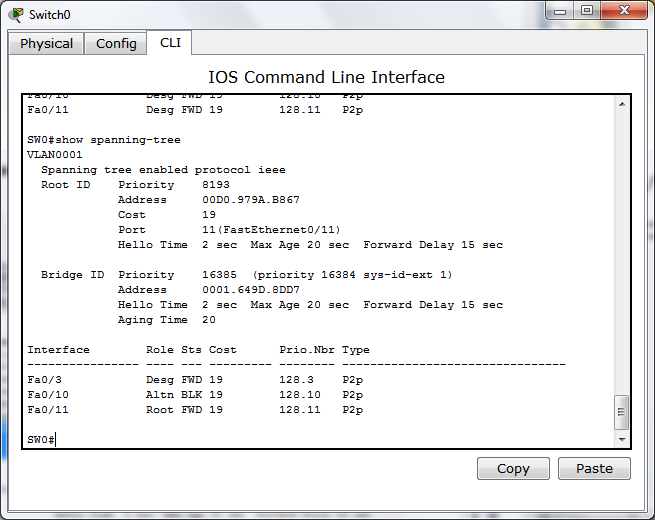 Switch0
Physical Config CLI
IOS Command Line Interface
Fa0/10 Desg FWD 19 128.10 P2p
Fa0/11 Desg FWD 19 128.11 P2p
SW0#show spanning-tree
VLAN0001
Spanning tree enabled protocol ieee
Root ID Priority 8193
Address 00D0.979A.B867
Cost 19
Port 11(FastEthernet0/11)
Hello Time 2 sec Max Age 20 sec Forward Delay 15 sec
Bridge ID Priority 16385 (priority 16384 sys-id-ext 1)
Address 0001.649D.8DD7
Hello Time 2 sec Max Age 20 sec Forward Delay 15 sec
Aging Time 20
Interface Role Sts Cost Prio.Nbr Type
---------------- ---- --- --------- -------- --------------------------------
Fa0/3 Desg FWD 19 128.3 P2p
Fa0/10 Altn BLK 19 128.10 P2p
Fa0/11 Root FWD 19 128.11 P2p
SW0#
Copy Paste